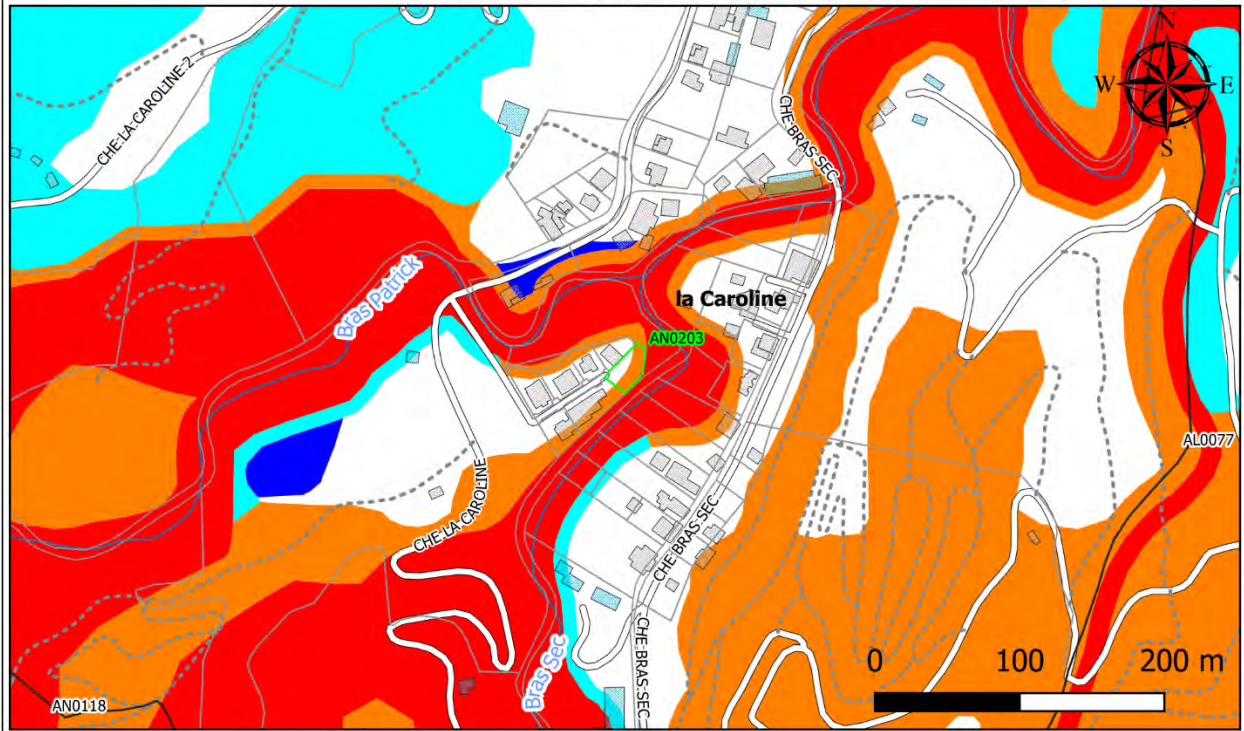 N
W
E
S
CHE LA CAROLINE 2
CHE BRAS SEC
Bras Patrick
la Caroline
AN0203
AL0077
CHE LA CAROLINE
CHE BRAS SEC
CHE BRAS SEC
Bras Sec
0 100 200 m
AN0118